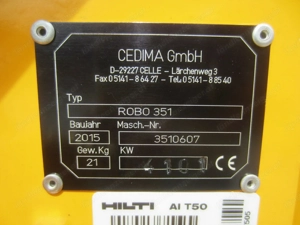 CEDIMA GmbH
D-29227 CELLE - Lärchenweg 3
Fax 05141-8 64 27 - Tel. 05141-8 85 40
Typ
ROBO 351
Baujahr Masch.-Nr.
2015 3510607
Gew. Kg KW
21 CE
HILTI AI T50